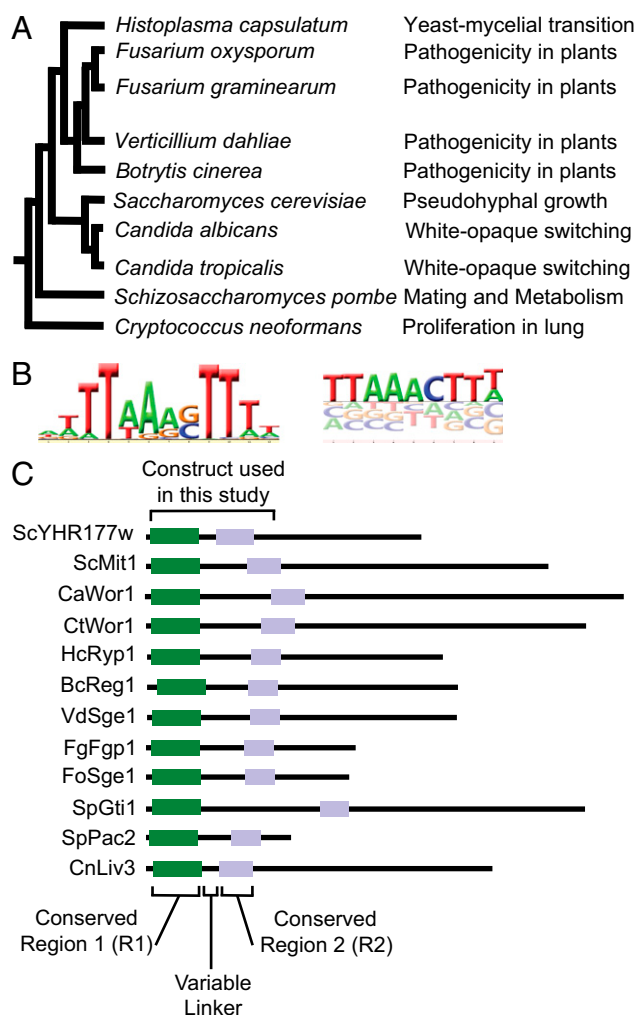 A
Histoplasma capsulatum Yeast-mycelial transition
Fusarium oxysporum Pathogenicity in plants
Fusarium graminearum Pathogenicity in plants
Verticillium dahliae Pathogenicity in plants
Botrytis cinerea Pathogenicity in plants
Saccharomyces cerevisiae Pseudohyphal growth
Candida albicans White-opaque switching
Candida tropicalis White-opaque switching
Schizosaccharomyces pombe Mating and Metabolism
Cryptococcus neoformans Proliferation in lung
B
TTAAACTTT
C
Construct used
in this study
ScYHR177w
ScMit1
CaWor1
CtWor1
HcRyp1
BcReg1
VdSge1
FgFgp1
FoSge1
SpGti1
SpPac2
CnLiv3
Conserved
Region 1 (R1)
Variable
Linker
Conserved
Region 2 (R2)